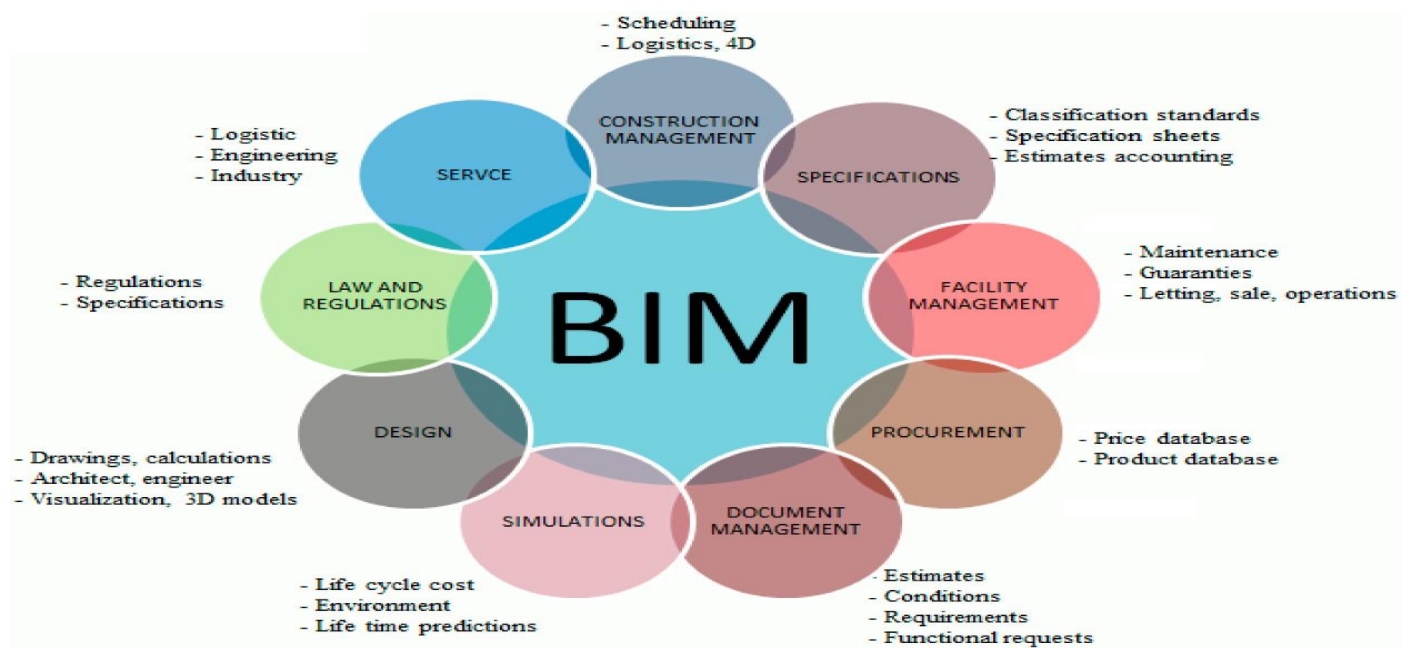 - Scheduling
- Logistics, 4D
CONSTRUCTION
MANAGEMENT
- Classification standards
- Specification sheets
- Estimates accounting
SPECIFICATIONS
- Maintenance
- Guaranties
- Letting, sale, operations
FACILITY
MANAGEMENT
- Price database
- Product database
PROCUREMENT
- Estimates
- Conditions
- Requirements
- Functional requests
DOCUMENT
MANAGEMENT
- Life cycle cost
- Environment
- Life time predictions
SIMULATIONS
- Drawings, calculations
- Architect, engineer
- Visualization, 3D models
DESIGN
- Regulations
- Specifications
LAW AND
REGULATIONS
- Logistic
- Engineering
- Industry
SERVCE
BIM